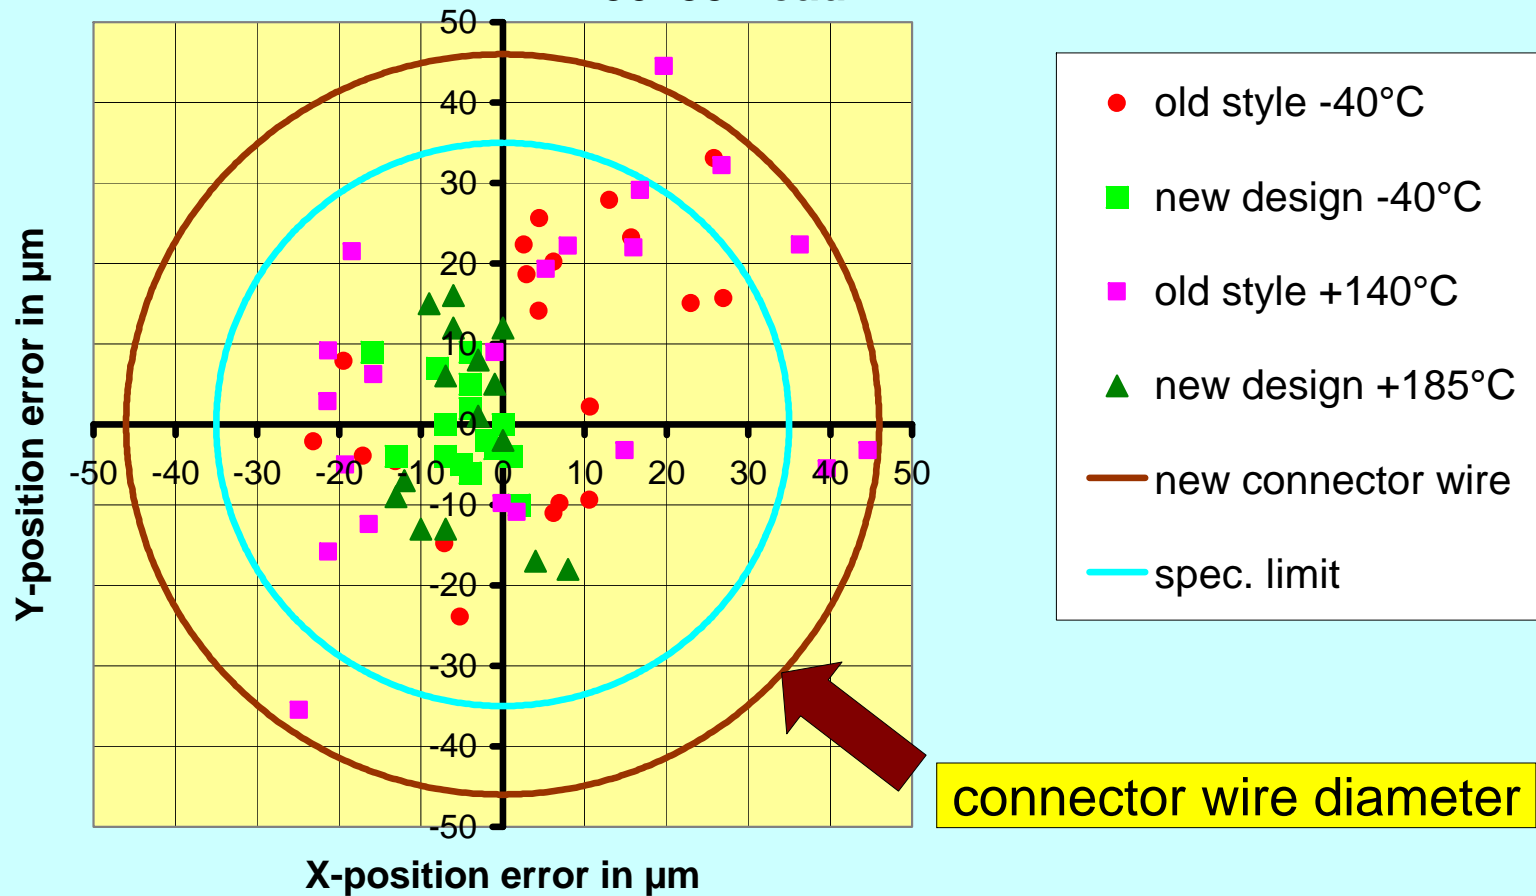 50
40
30
20
10
0
-10
-20
-30
-40
-50
-50 -40 -30 -20 -10 0 10 20 30 40 50
Y-position error in µm
X-position error in µm
old style -40°C
new design -40°C
old style +140°C
new design +185°C
new connector wire
spec. limit
connector wire diameter